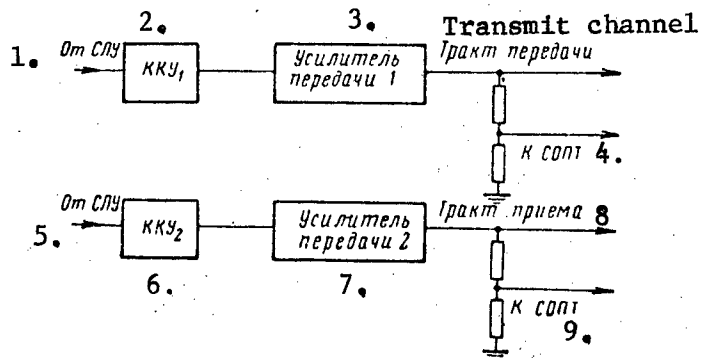 2.
3.
Transmit channel
1. От СЛУ
ККУ₁
Усилитель
передачи 1
Тракт передачи
К СОПТ 4.
5. От СЛУ
ККУ₂
Усилитель
передачи 2
Тракт приема 8
6.
7.
К СОПТ
9.